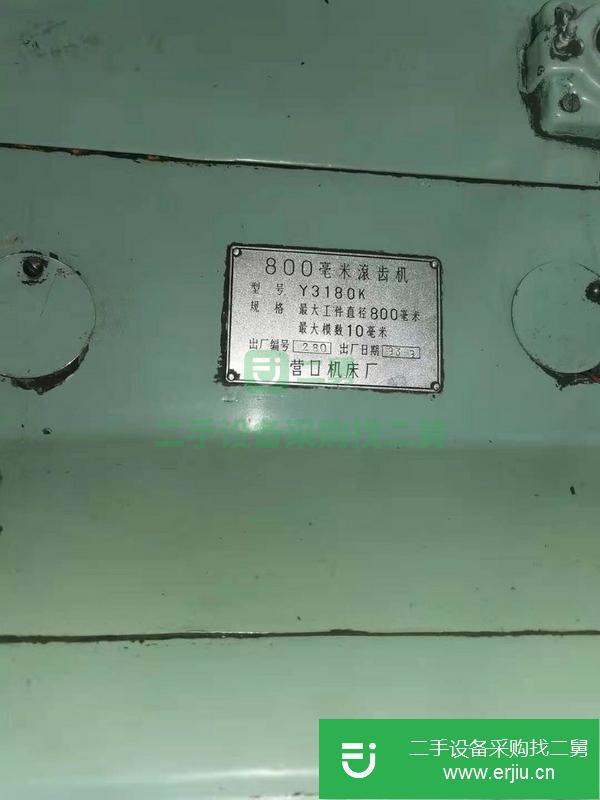 800毫米滚齿机
型号 Y3180K
规格 最大工件直径800毫米
最大模数10毫米
出厂编号 280 出厂日期
营口机床厂
二舅
二手设备采购找二舅
二手设备采购找二舅
www.erjiu.cn